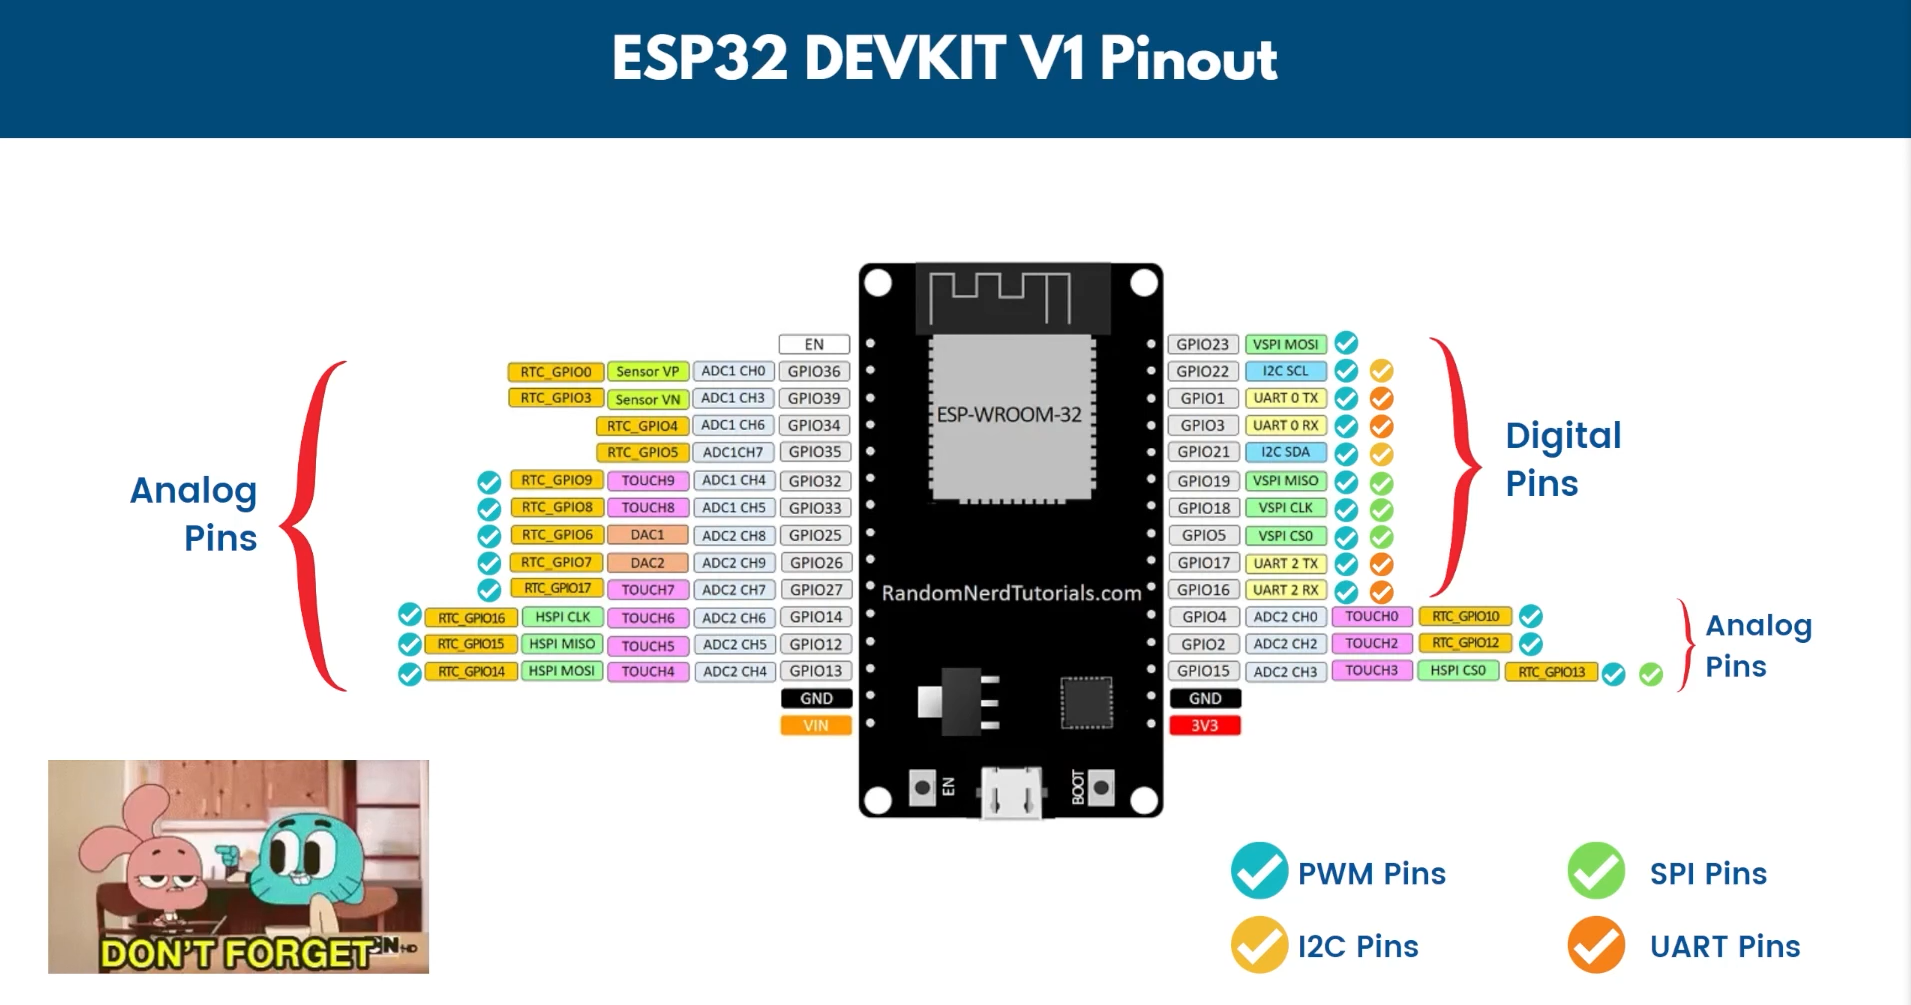 ESP32 DEVKIT V1 Pinout
EN
RTC_GPIO0 Sensor VP ADC1 CH0 GPIO36
RTC_GPIO3 Sensor VN ADC1 CH3 GPIO39
RTC_GPIO4 ADC1 CH6 GPIO34
RTC_GPIO5 ADC1CH7 GPIO35
RTC_GPIO9 TOUCH9 ADC1 CH4 GPIO32
RTC_GPIO8 TOUCH8 ADC1 CH5 GPIO33
RTC_GPIO6 DAC1 ADC2 CH8 GPIO25
RTC_GPIO7 DAC2 ADC2 CH9 GPIO26
RTC_GPIO17 TOUCH7 ADC2 CH7 GPIO27
RTC_GPIO16 HSPI CLK TOUCH6 ADC2 CH6 GPIO14
RTC_GPIO15 HSPI MISO TOUCH5 ADC2 CH5 GPIO12
RTC_GPIO14 HSPI MOSI TOUCH4 ADC2 CH4 GPIO13
GND
VIN
Analog
Pins
ESP-WROOM-32
RandomNerdTutorials.com
EN
BOOT
GPIO23 VSPI MOSI
GPIO22 I2C SCL
GPIO1 UART 0 TX
GPIO3 UART 0 RX
GPIO21 I2C SDA
GPIO19 VSPI MISO
GPIO18 VSPI CLK
GPIO5 VSPI CS0
GPIO17 UART 2 TX
GPIO16 UART 2 RX
GPIO4 ADC2 CH0 TOUCH0 RTC_GPIO10
GPIO2 ADC2 CH2 TOUCH2 RTC_GPIO12
GPIO15 ADC2 CH3 TOUCH3 HSPI CS0 RTC_GPIO13
GND
3V3
Digital
Pins
Analog
Pins
DON'T FORGET
CN HD
PWM Pins
SPI Pins
I2C Pins
UART Pins